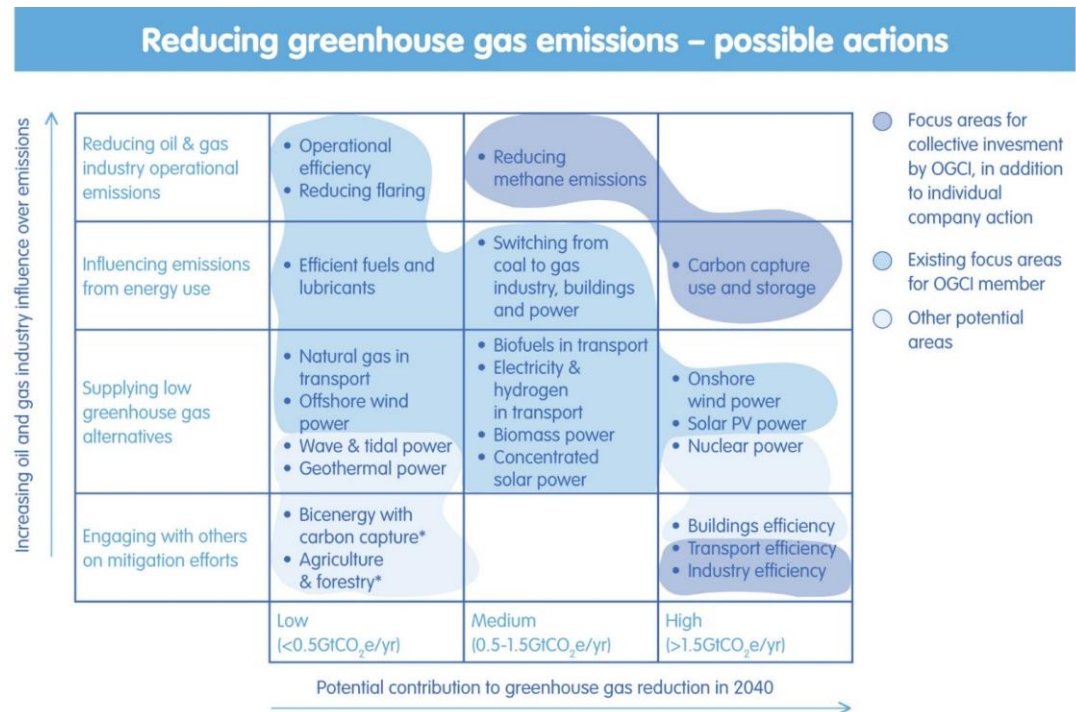 Reducing greenhouse gas emissions – possible actions
Increasing oil and gas industry influence over emissions
Reducing oil & gas
industry operational
emissions
• Operational
efficiency
• Reducing flaring
• Reducing
methane emissions
Influencing emissions
from energy use
• Efficient fuels and
lubricants
• Switching from
coal to gas
industry, buildings
and power
• Carbon capture
use and storage
Supplying low
greenhouse gas
alternatives
• Natural gas in
transport
• Offshore wind
power
• Wave & tidal power
• Geothermal power
• Biofuels in transport
• Electricity &
hydrogen
in transport
• Biomass power
• Concentrated
solar power
• Onshore
wind power
• Solar PV power
• Nuclear power
Engaging with others
on mitigation efforts
• Bicenergy with
carbon capture*
• Agriculture
& forestry*
• Buildings efficiency
• Transport efficiency
• Industry efficiency
Low
(<0.5GtCO₂e/yr)
Medium
(0.5-1.5GtCO₂e/yr)
High
(>1.5GtCO₂e/yr)
Potential contribution to greenhouse gas reduction in 2040
Focus areas for
collective invesment
by OGCI, in addition
to individual
company action
Existing focus areas
for OGCI member
Other potential
areas